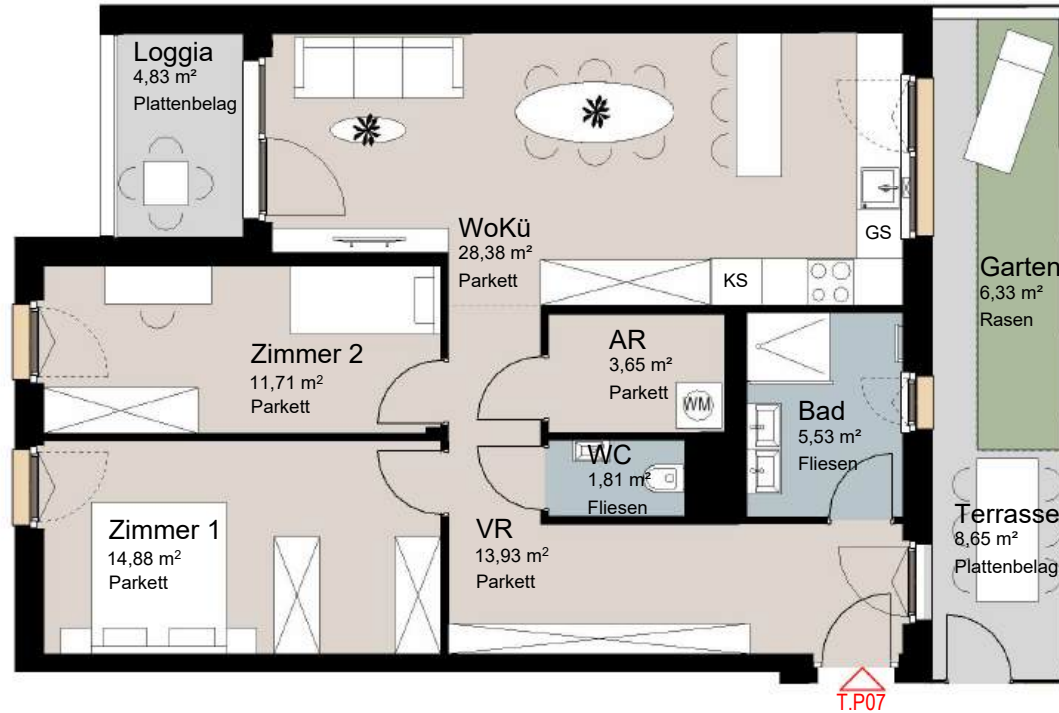 Loggia
4,83 m²
Plattenbelag
WoKü
28,38 m²
Parkett
GS
KS
Garten
6,33 m²
Rasen
Zimmer 2
11,71 m²
Parkett
AR
3,65 m²
Parkett
WM
Bad
5,53 m²
Fliesen
WC
1,81 m²
Fliesen
Zimmer 1
14,88 m²
Parkett
VR
13,93 m²
Parkett
Terrasse
8,65 m²
Plattenbelag
T.P07